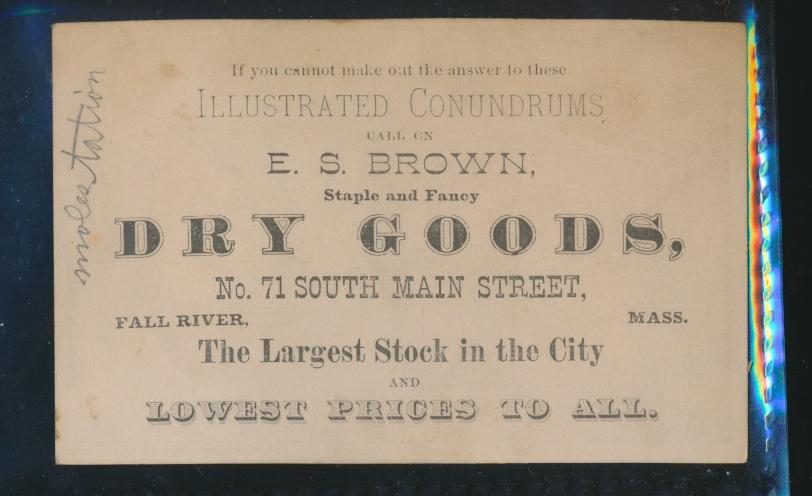 If you cannot make out the answer to these
ILLUSTRATED CONUNDRUMS
CALL ON
E. S. BROWN,
Staple and Fancy
DRY GOODS,
No. 71 SOUTH MAIN STREET,
FALL RIVER, MASS.
The Largest Stock in the City
AND
LOWEST PRICES TO ALL.
molestation